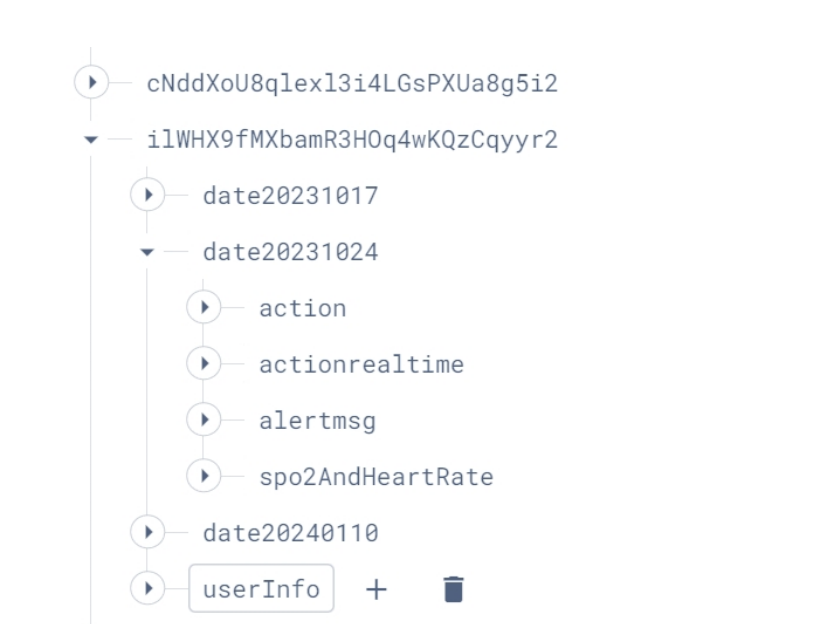 cNddXoU8qlexl3i4LGsPXUa8g5i2
ilWHX9fMXbamR3HOq4wKQzCqyyr2
date20231017
date20231024
action
actionrealtime
alertmsg
spo2AndHeartRate
date20240110
userInfo